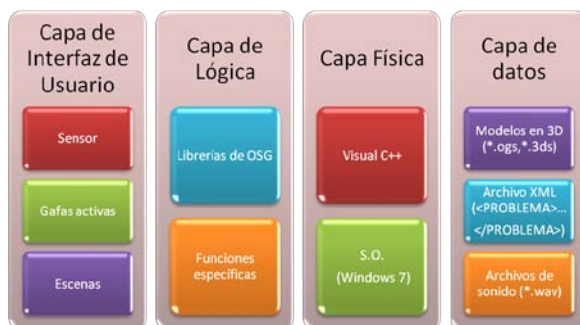 Capa de
Interfaz de
Usuario
Sensor
Gafas activas
Escenas
Capa de
Lógica
Librerías de OSG
Funciones
específicas
Capa Física
Visual C++
S.O.
(Windows 7)
Capa de
datos
Modelos en 3D
(*.ogs,*.3ds)
Archivo XML
(<PROBLEMA>...
</PROBLEMA>)
Archivos de
sonido (*.wav)